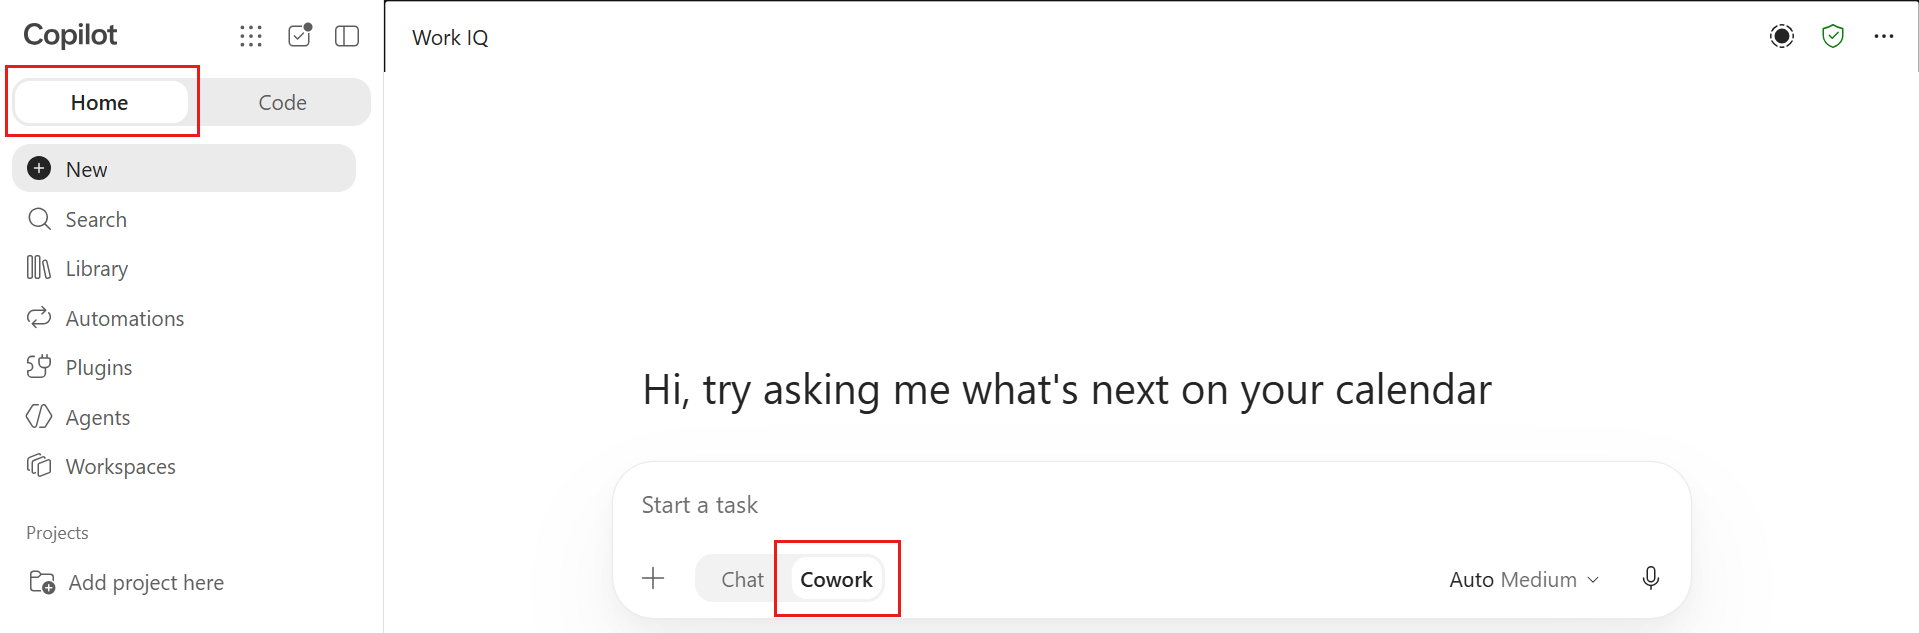 Copilot
Home
Code
New
Search
Library
Automations
Plugins
Agents
Workspaces
Projects
Add project here
Work IQ
Hi, try asking me what's next on your calendar
Start a task
Chat
Cowork
Auto Medium